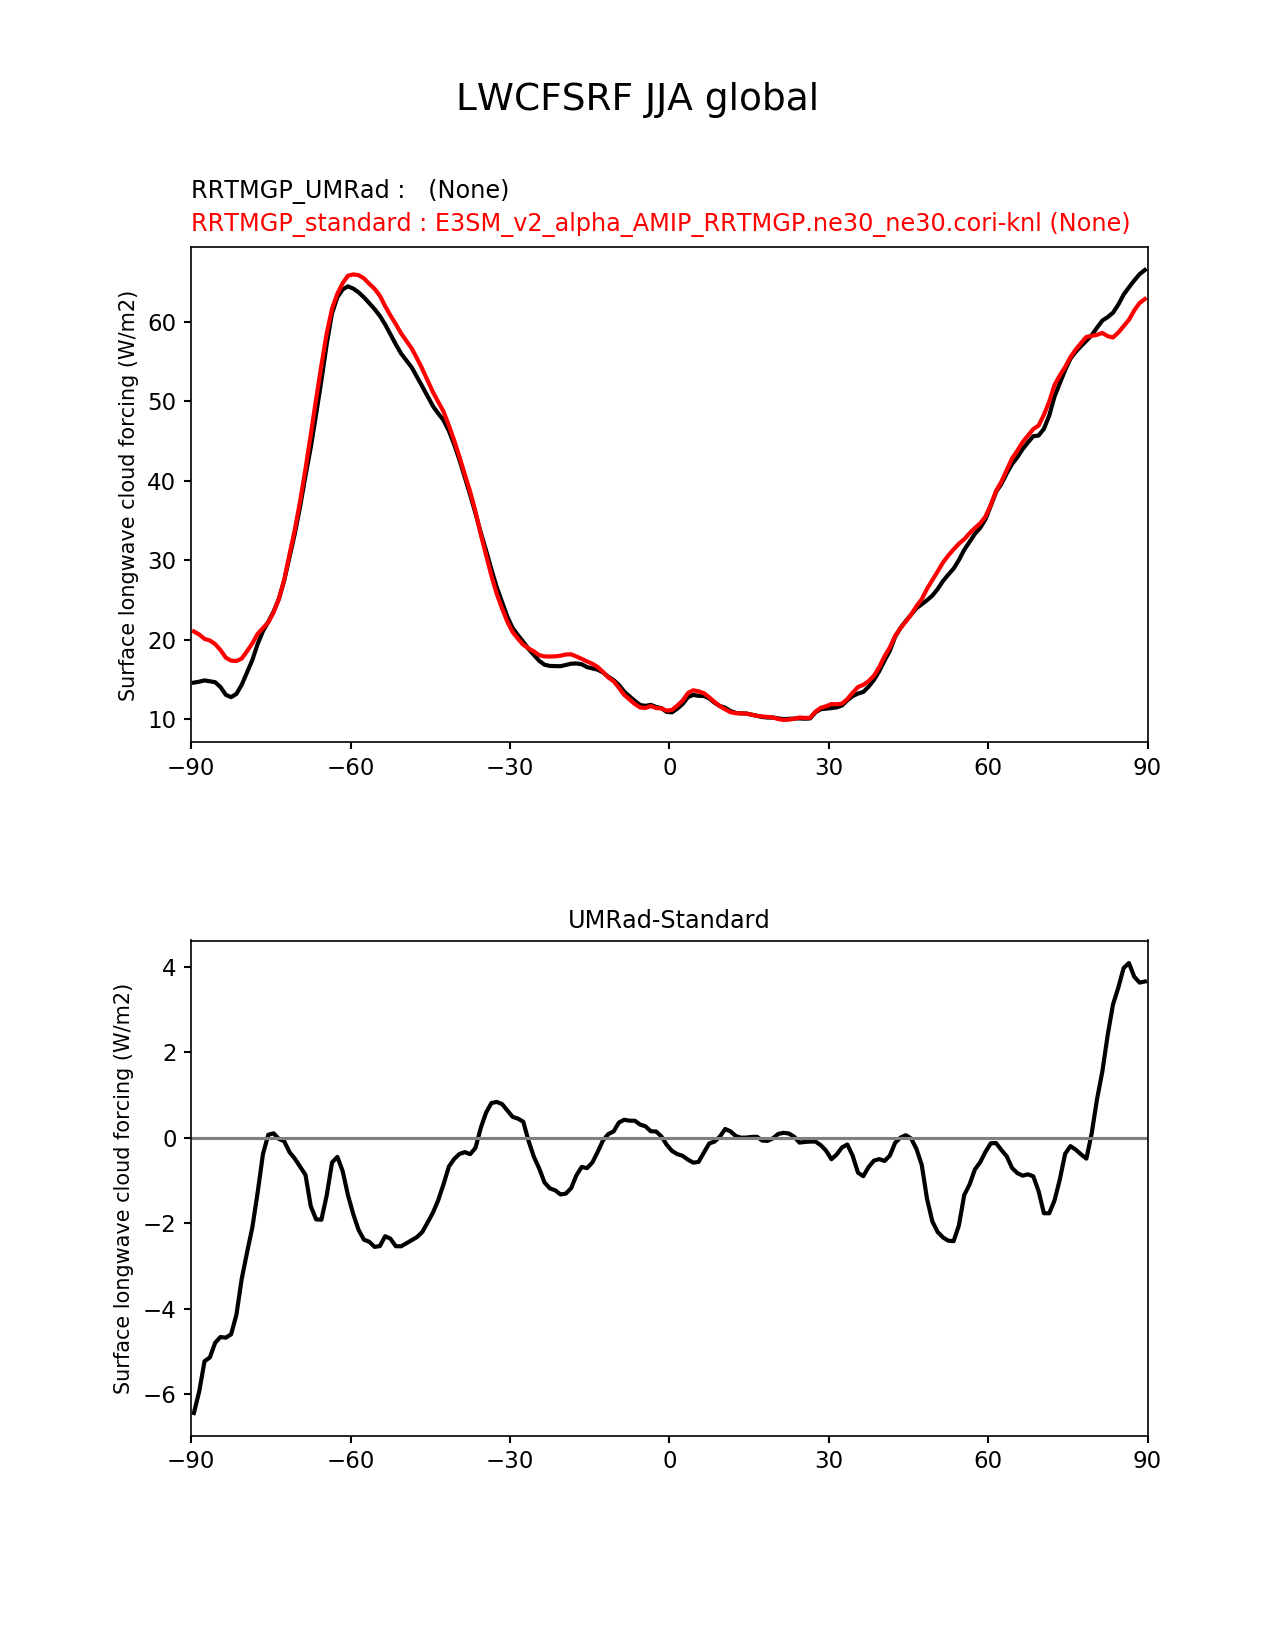 LWCFSRF JJA global
RRTMGP_UMRad :   (None)
RRTMGP_standard : E3SM_v2_alpha_AMIP_RRTMGP.ne30_ne30.cori-knl (None)
Surface longwave cloud forcing (W/m2)
60
50
40
30
20
10
−90 −60 −30 0 30 60 90
UMRad-Standard
Surface longwave cloud forcing (W/m2)
4
2
0
−2
−4
−6
−90 −60 −30 0 30 60 90